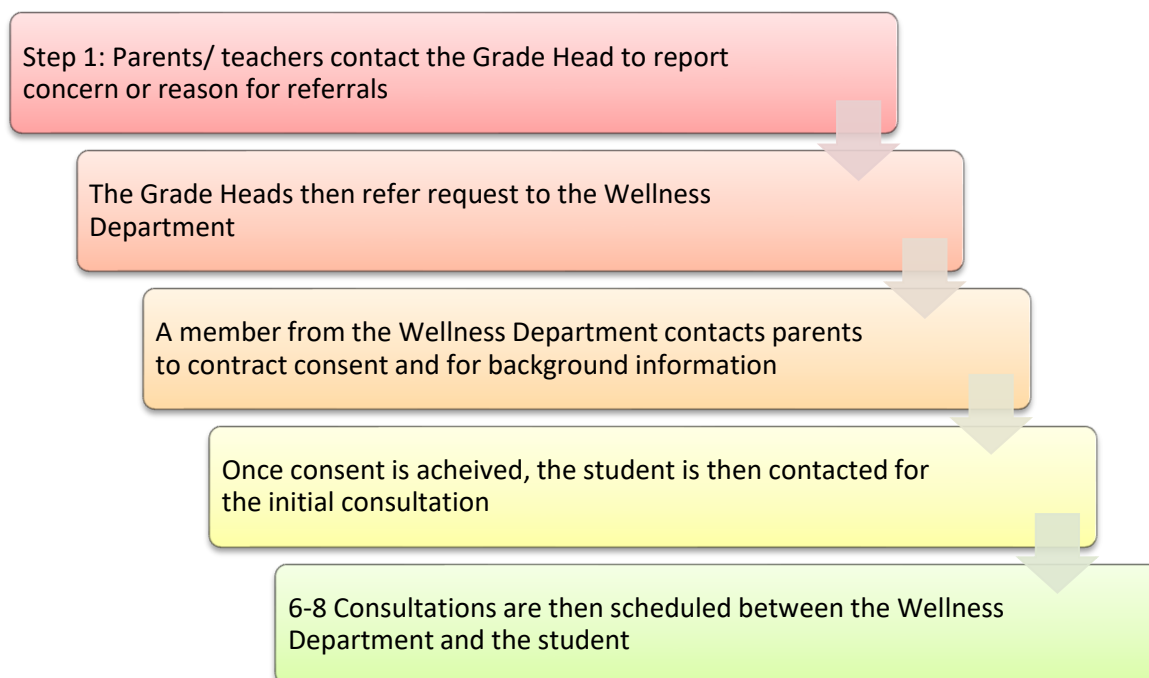 Step 1: Parents/ teachers contact the Grade Head to report
concern or reason for referrals
The Grade Heads then refer request to the Wellness
Department
A member from the Wellness Department contacts parents
to contract consent and for background information
Once consent is acheived, the student is then contacted for
the initial consultation
6-8 Consultations are then scheduled between the Wellness
Department and the student